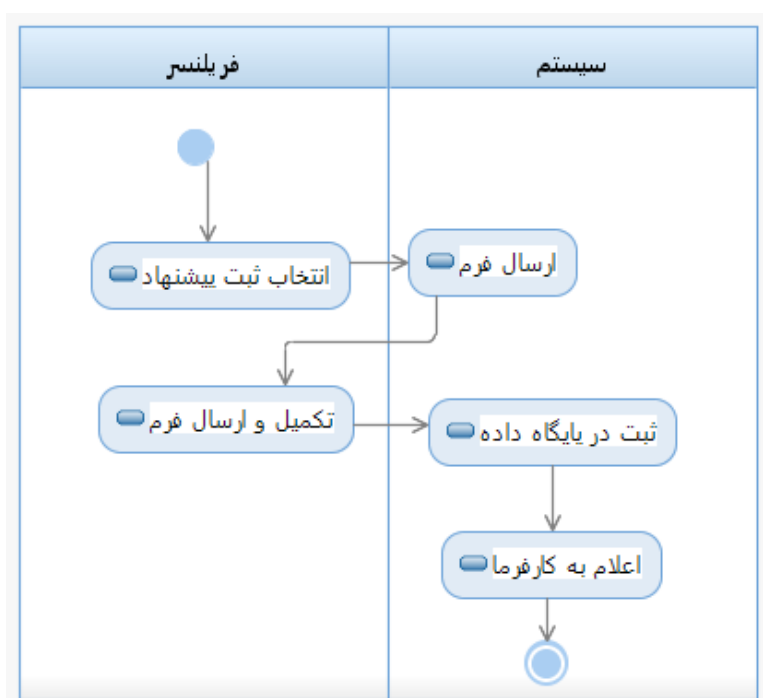 فریلنسر
سیستم
انتخاب ثبت پیشنهاد
ارسال فرم
تکمیل و ارسال فرم
ثبت در پایگاه داده
اعلام به کارفرما